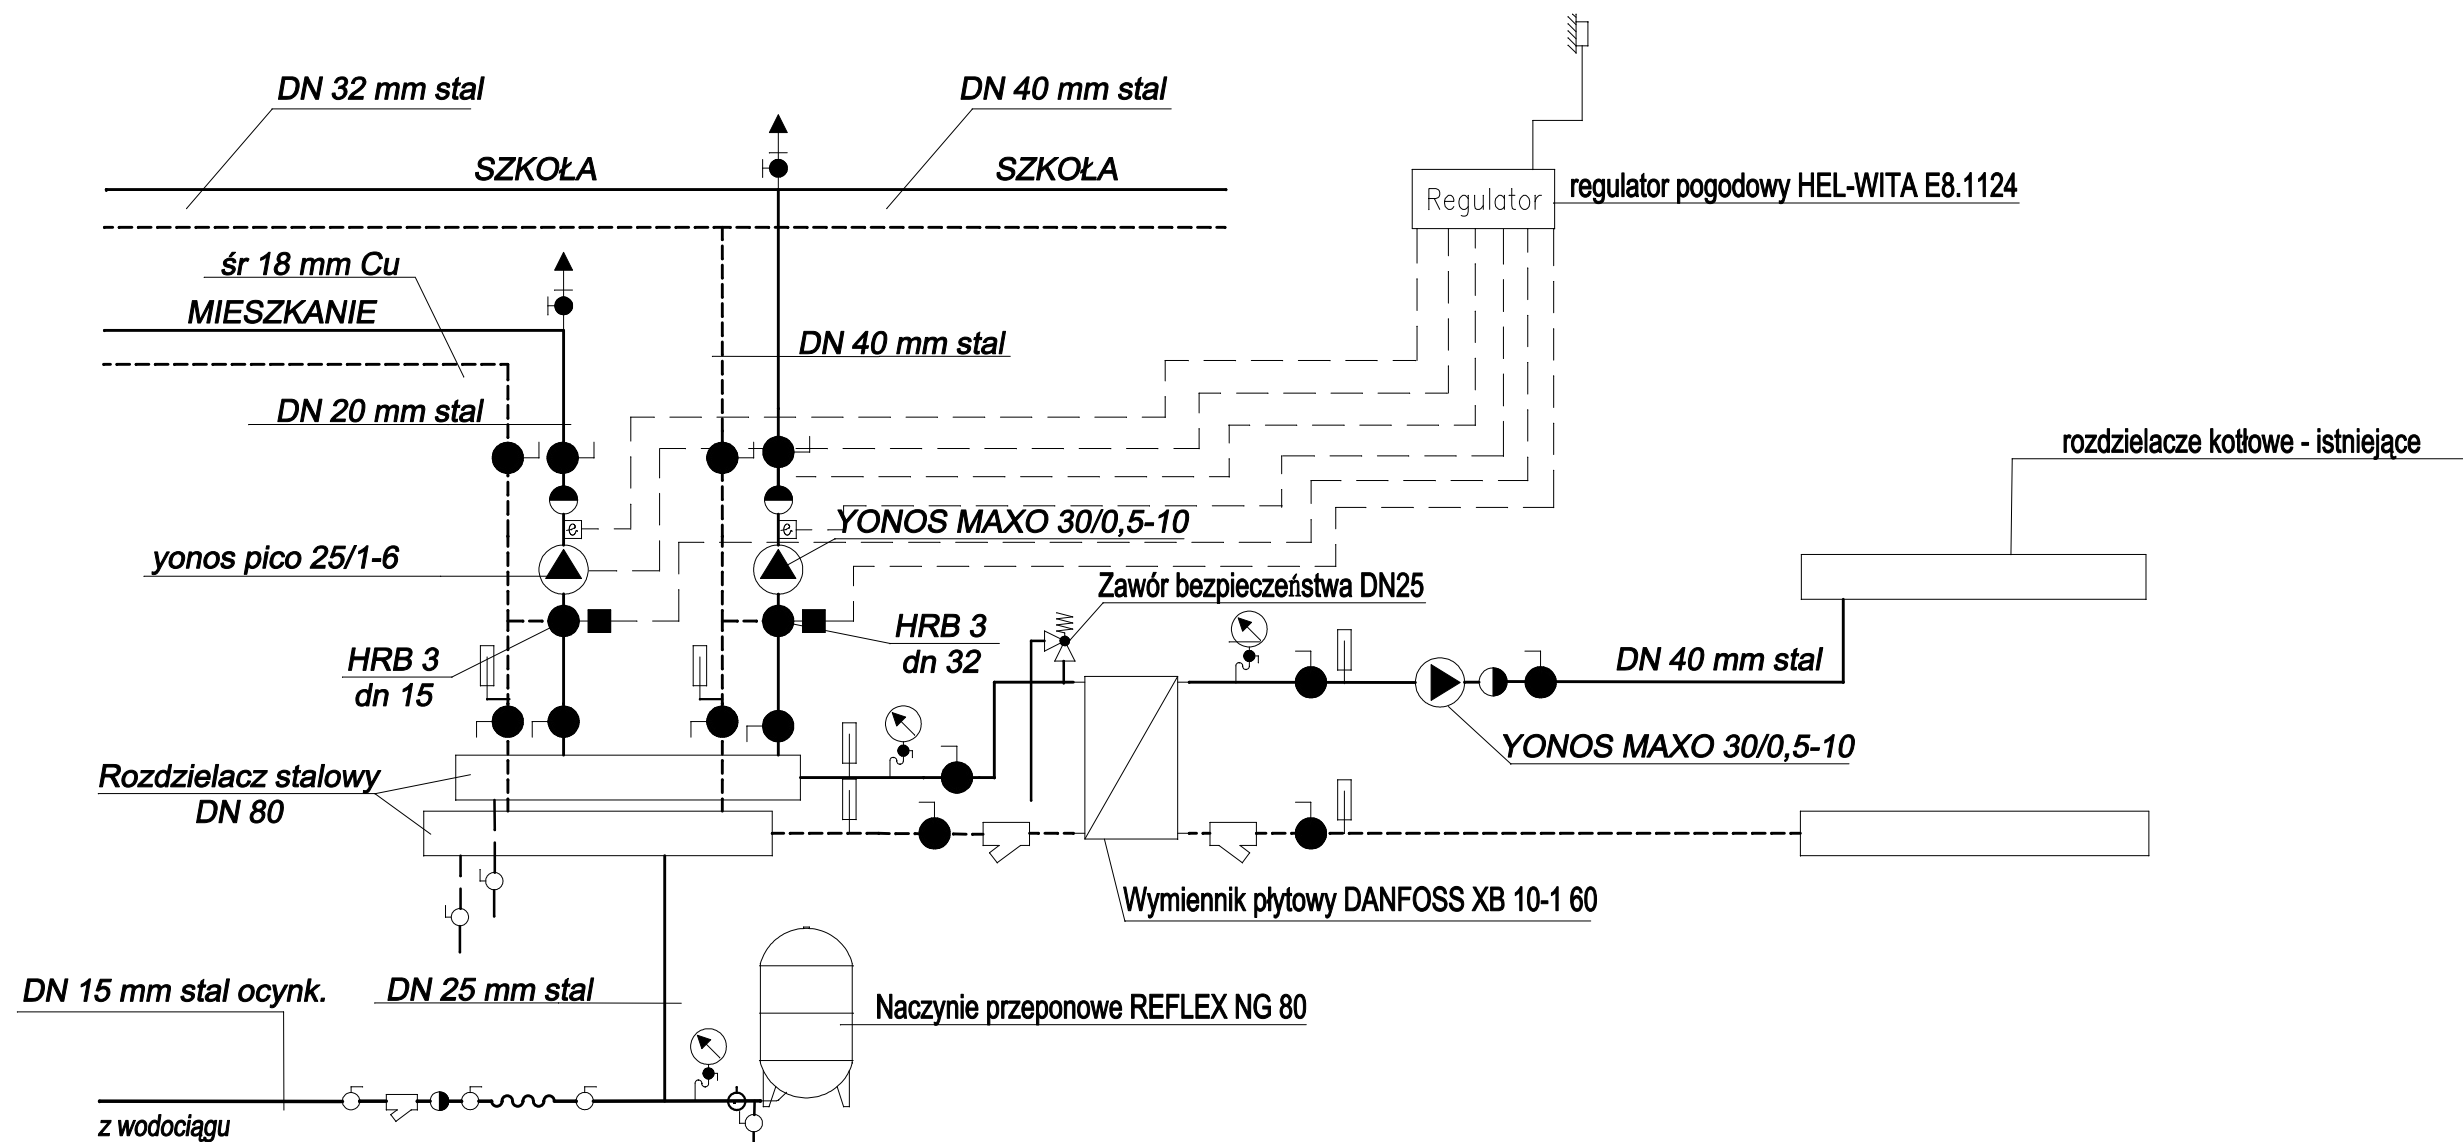 DN 32 mm stal
DN 40 mm stal
SZKOŁA
SZKOŁA
Regulator
regulator pogodowy HEL-WITA E8.1124
śr 18 mm Cu
MIESZKANIE
DN 40 mm stal
DN 20 mm stal
rozdzielacze kotłowe - istniejące
e
e
YONOS MAXO 30/0,5-10
yonos pico 25/1-6
Zawór bezpieczeństwa DN25
HRB 3
dn 32
HRB 3
dn 15
DN 40 mm stal
YONOS MAXO 30/0,5-10
Rozdzielacz stalowy
DN 80
Wymiennik płytowy DANFOSS XB 10-1 60
DN 15 mm stal ocynk.
DN 25 mm stal
Naczynie przeponowe REFLEX NG 80
z wodociągu